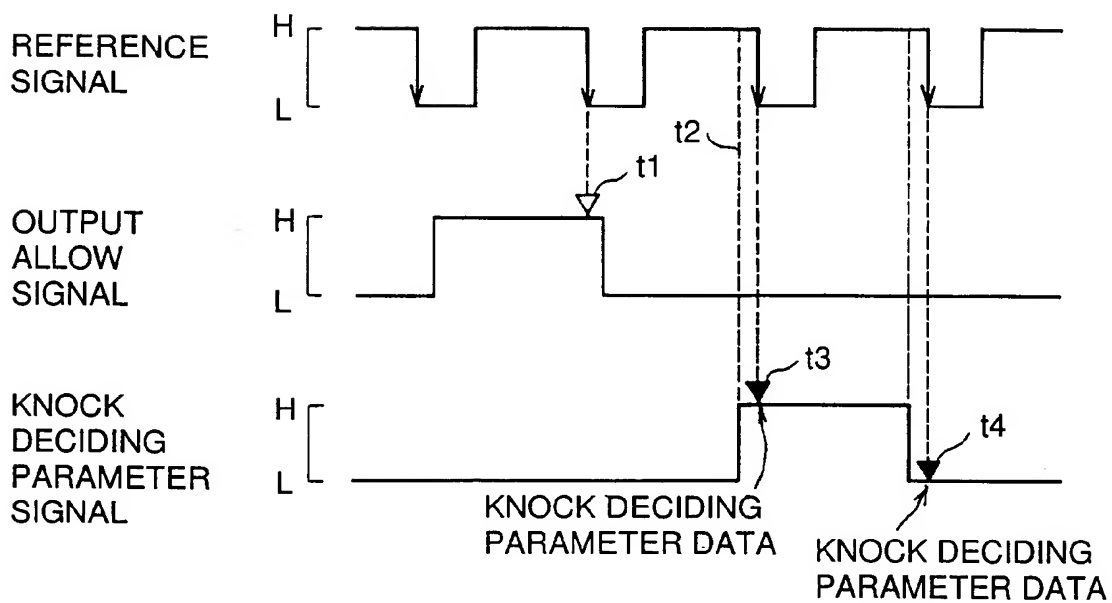 REFERENCE
SIGNAL
H
L
t2
t1
OUTPUT
ALLOW
SIGNAL
H
L
t3
KNOCK
DECIDING
PARAMETER
SIGNAL
H
L
t4
KNOCK DECIDING
PARAMETER DATA
KNOCK DECIDING
PARAMETER DATA